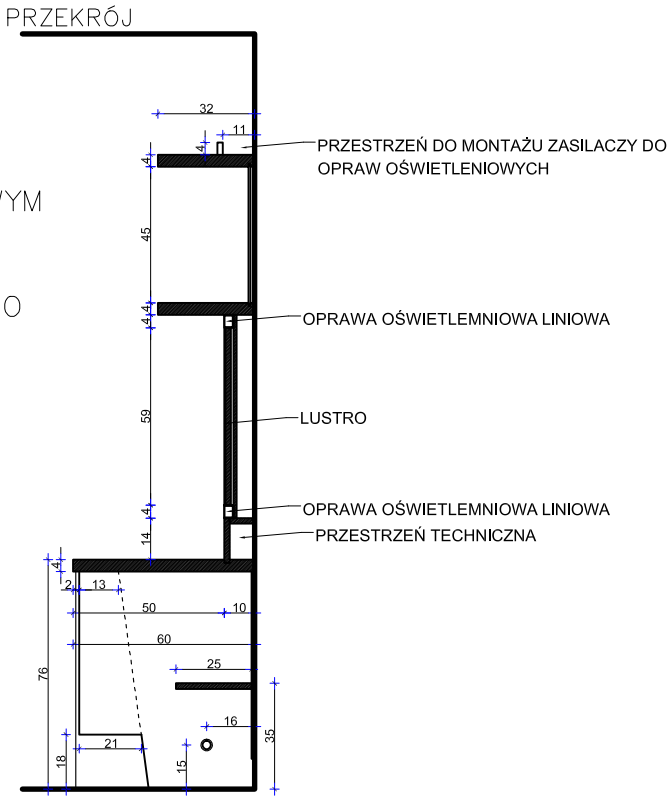 PRZEKRÓJ
32
11
4
PRZESTRZEŃ DO MONTAŻU ZASILACZY DO
OPRAW OŚWIETLENIOWYCH
4
WYM
45
O
4
4
OPRAWA OŚWIETLEMNIOWA LINIOWA
59
LUSTRO
4
OPRAWA OŚWIETLEMNIOWA LINIOWA
14
PRZESTRZEŃ TECHNICZNA
4
2
13
50
10
60
25
76
16
21
35
18
15